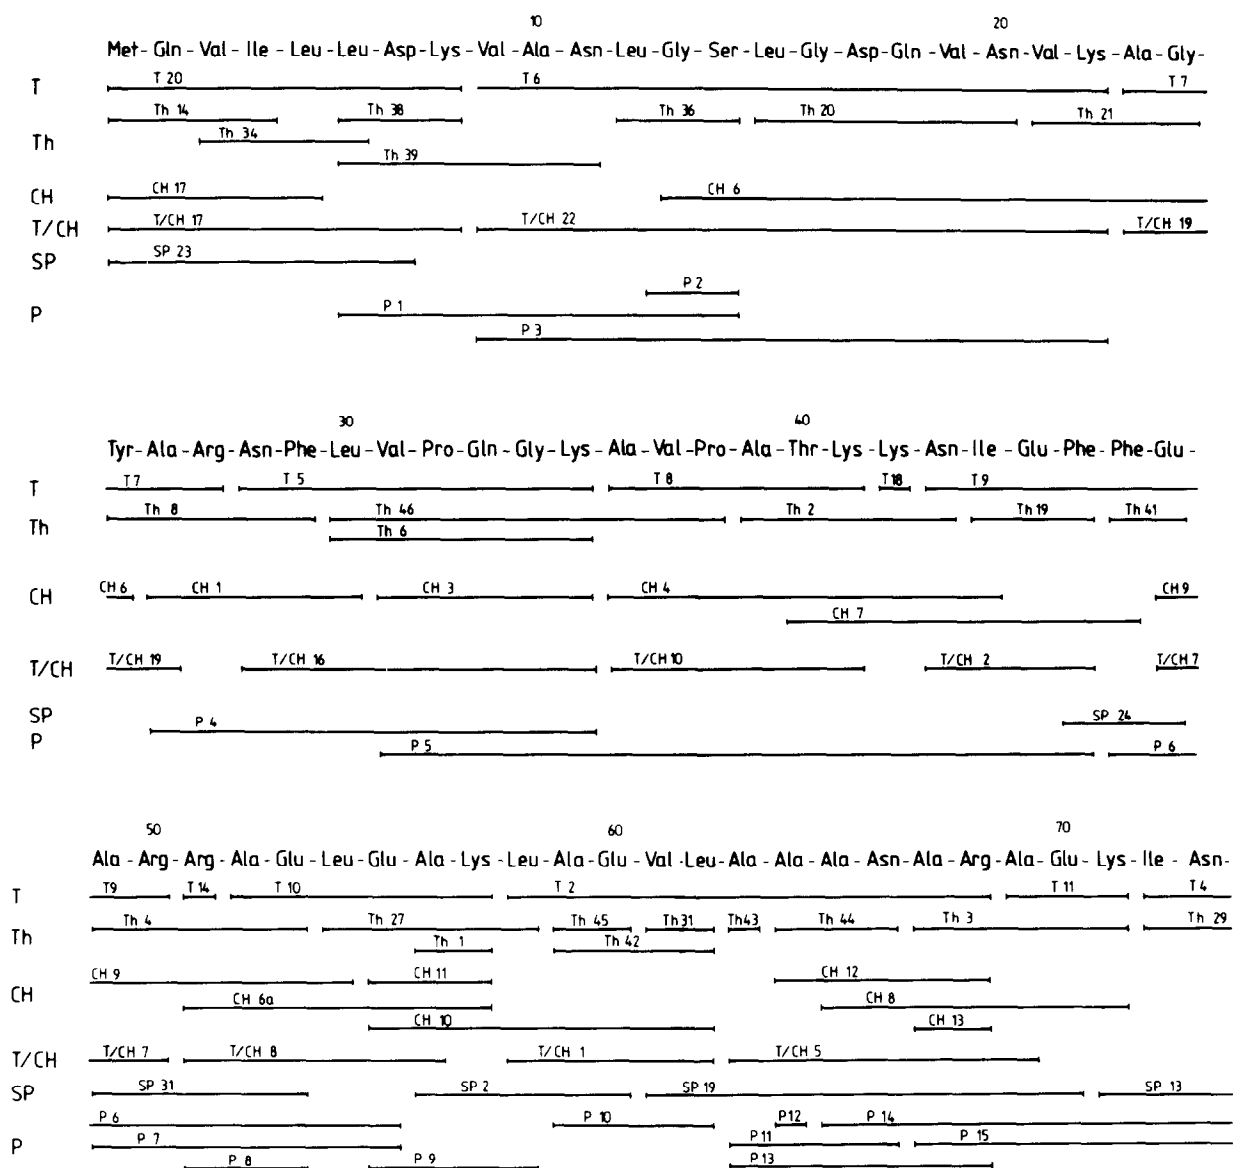 10 20
Met - Gln - Val - Ile - Leu - Leu - Asp - Lys - Val - Ala - Asn - Leu - Gly - Ser - Leu - Gly - Asp - Gln - Val - Asn - Val - Lys - Ala - Gly -
T T 20 T 6 T 7
Th 14 Th 38 Th 36 Th 20 Th 21
Th Th 34
Th 39
CH CH 17 CH 6
T/CH T/CH 17 T/CH 22 T/CH 19
SP SP 23
P 2
P P 1
P 3
30 40
Tyr - Ala - Arg - Asn - Phe - Leu - Val - Pro - Gln - Gly - Lys - Ala - Val - Pro - Ala - Thr - Lys - Lys - Asn - Ile - Glu - Phe - Phe - Glu -
T T 7 T 5 T 8 T 18 T 9
Th Th 8 Th 46 Th 2 Th 19 Th 41
Th 6
CH CH 6 CH 1 CH 3 CH 4 CH 9
CH 7
T/CH T/CH 19 T/CH 16 T/CH 10 T/CH 2 T/CH 7
SP P 4 SP 24
P P 5 P 6
50 60 70
Ala - Arg - Arg - Ala - Glu - Leu - Glu - Ala - Lys - Leu - Ala - Glu - Val - Leu - Ala - Ala - Ala - Asn - Ala - Arg - Ala - Glu - Lys - Ile - Asn -
T T9 T 14 T 10 T 2 T 11 T 4
Th Th 4 Th 27 Th 45 Th 31 Th 43 Th 44 Th 3 Th 29
Th 1 Th 42
CH 9 CH 11 CH 12
CH CH 6a CH 8
CH 10 CH 13
T/CH T/CH 7 T/CH 8 T/CH 1 T/CH 5
SP SP 31 SP 2 SP 19 SP 13
P 6 P 10 P 12 P 14
P P 7 P 11 P 15
P 8 P 9 P 13